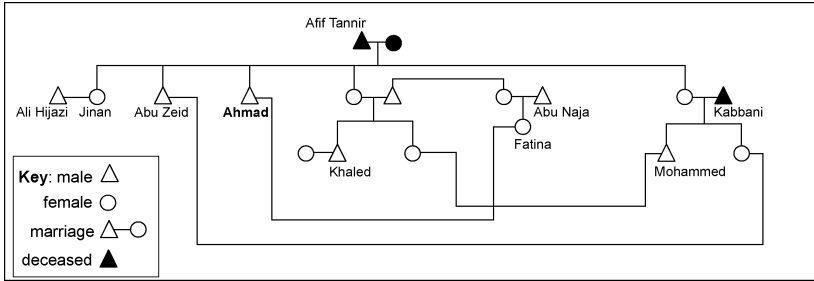 Afif Tannir
Ali Hijazi Jinan Abu Zeid Ahmad Abu Naja Kabbani
Fatina
Khaled Mohammed
Key: male
female
marriage
deceased